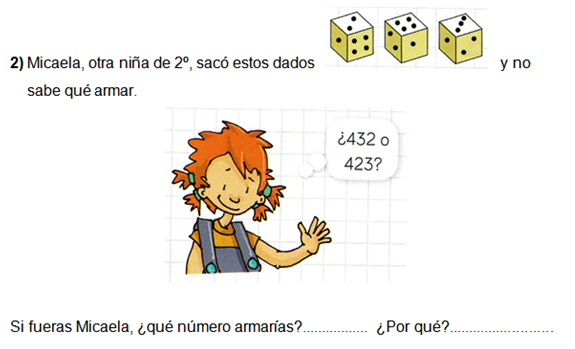 2) Micaela, otra niña de 2º, sacó estos dados y no
sabe qué armar.
¿432 o
423?
Si fueras Micaela, ¿qué número armarías?................ ¿Por qué?.........................